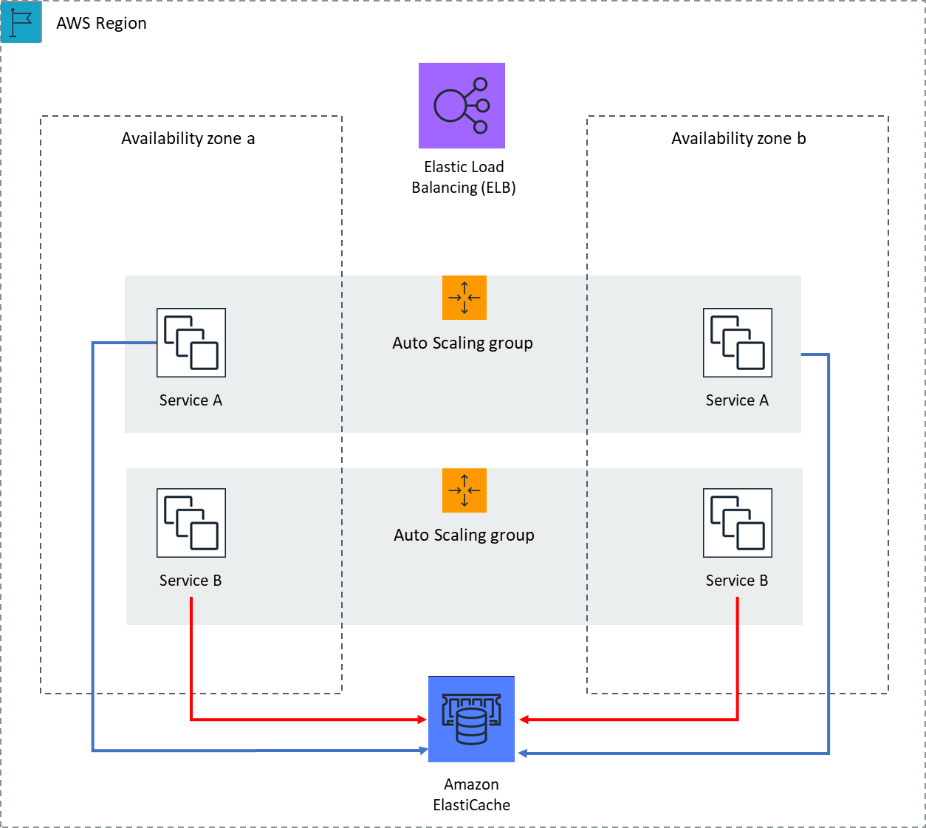 AWS Region
Elastic Load
Balancing (ELB)
Availability zone a
Availability zone b
Auto Scaling group
Service A
Service A
Auto Scaling group
Service B
Service B
Amazon
ElastiCache